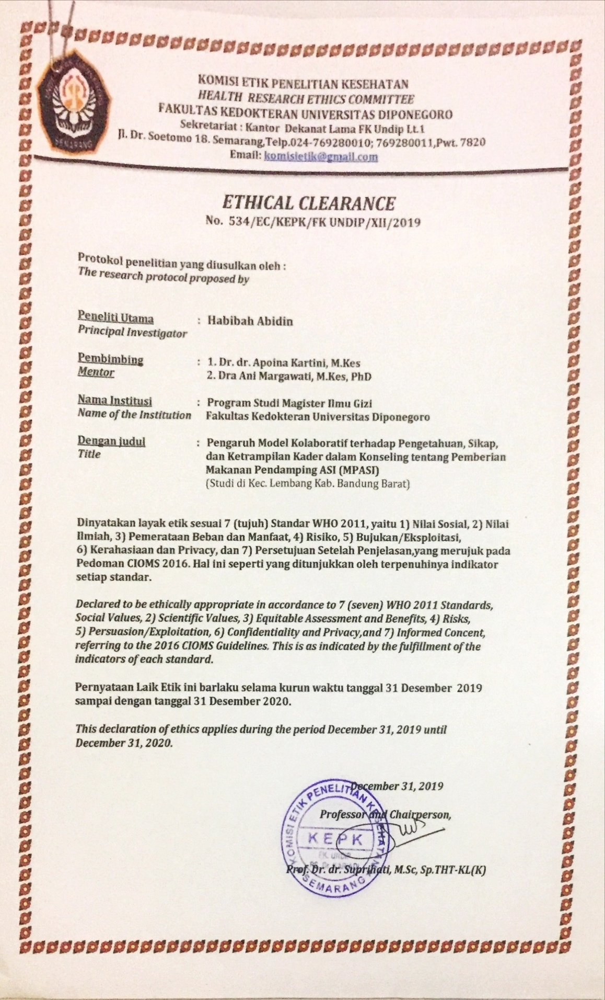 KOMISI ETIK PENELITIAN KESEHATAN
HEALTH RESEARCH ETHICS COMMITTEE
FAKULTAS KEDOKTERAN UNIVERSITAS DIPONEGORO
Sekretariat : Kantor Dekanat Lama FK Undip Lt.1
Jl. Dr. Soetomo 18. Semarang,Telp.024-769280010; 769280011,Pwt. 7820
Email: komisietik@gmail.com
SEMARANG
ETHICAL CLEARANCE
No. 534/EC/KEPK/FK UNDIP/XII/2019
Protokol penelitian yang diusulkan oleh :
The research protocol proposed by
Peneliti Utama : Habibah Abidin
Principal Investigator
Pembimbing : 1. Dr. dr. Apoina Kartini, M.Kes
Mentor 2. Dra Ani Margawati, M.Kes, PhD
Nama Institusi : Program Studi Magister Ilmu Gizi
Name of the Institution Fakultas Kedokteran Universitas Diponegoro
Dengan judul : Pengaruh Model Kolaboratif terhadap Pengetahuan, Sikap,
Title dan Ketrampilan Kader dalam Konseling tentang Pemberian
Makanan Pendamping ASI (MPASI)
(Studi di Kec. Lembang Kab. Bandung Barat)
Dinyatakan layak etik sesuai 7 (tujuh) Standar WHO 2011, yaitu 1) Nilai Sosial, 2) Nilai
Ilmiah, 3) Pemerataan Beban dan Manfaat, 4) Risiko, 5) Bujukan/Eksploitasi,
6) Kerahasiaan dan Privacy, dan 7) Persetujuan Setelah Penjelasan,yang merujuk pada
Pedoman CIOMS 2016. Hal ini seperti yang ditunjukkan oleh terpenuhinya indikator
setiap standar.
Declared to be ethically appropriate in accordance to 7 (seven) WHO 2011 Standards,
Social Values, 2) Scientific Values, 3) Equitable Assessment and Benefits, 4) Risks,
5) Persuasion/Exploitation, 6) Confidentiality and Privacy,and 7) Informed Concent,
referring to the 2016 CIOMS Guidelines. This is as indicated by the fulfillment of the
indicators of each standard.
Pernyataan Laik Etik ini barlaku selama kurun waktu tanggal 31 Desember 2019
sampai dengan tanggal 31 Desember 2020.
This declaration of ethics applies during the period December 31, 2019 until
December 31, 2020.
December 31, 2019
Professor and Chairperson,
KOMISI ETIK PENELITIAN KESEHATAN
KEPK
FK. UNDIP
SEMARANG
Prof. Dr. dr. Suprihati, M.Sc, Sp.THT-KL(K)